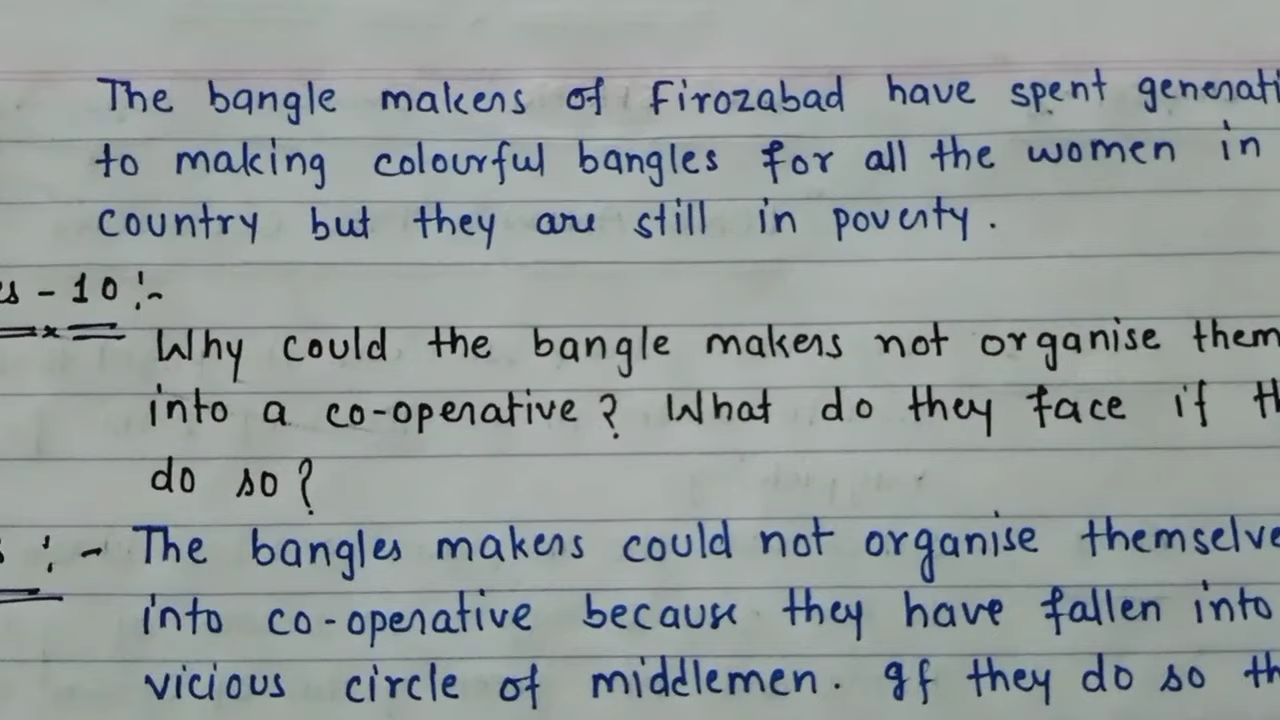 The bangle makers of Firozabad have spent generati
to making colourful bangles for all the women in
country but they are still in poverty.
s - 10 :-
Why could the bangle makers not organise them
into a co-operative? What do they face if th
do so?
s :- The bangles makers could not organise themselve
into co-operative because they have fallen into
vicious circle of middlemen. If they do so th